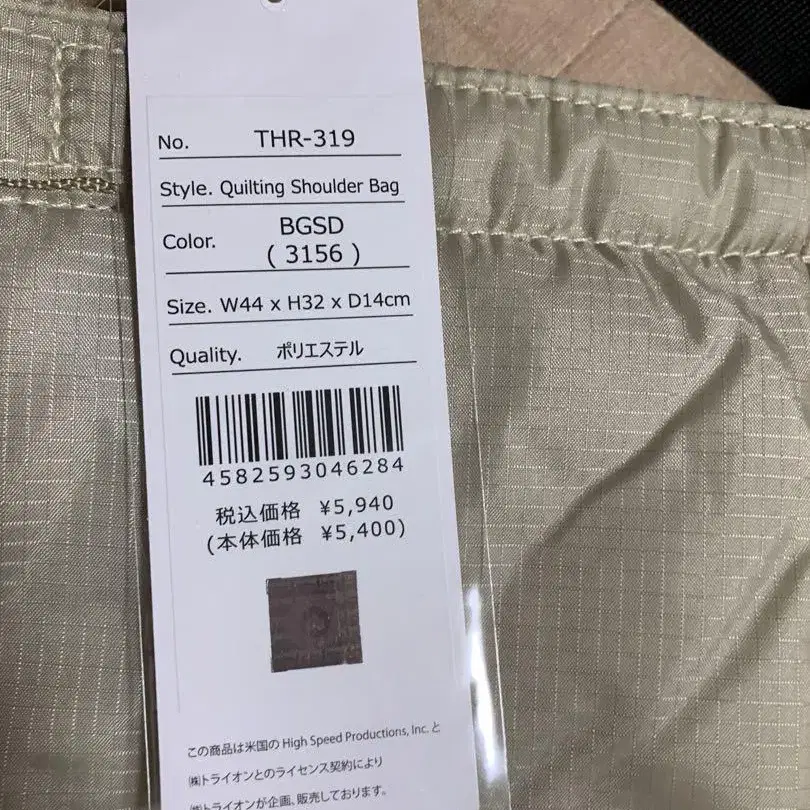 No. THR-319
Style. Quilting Shoulder Bag
Color. BGSD
( 3156 )
Size. W44 x H32 x D14cm
Quality. ポリエステル
4582593046284
税込価格 ¥5,940
(本体価格 ¥5,400)
この商品は米国の High Speed Productions, Inc. と
㈱トライオンとのライセンス契約により
㈱トライオンが企画、販売しております。